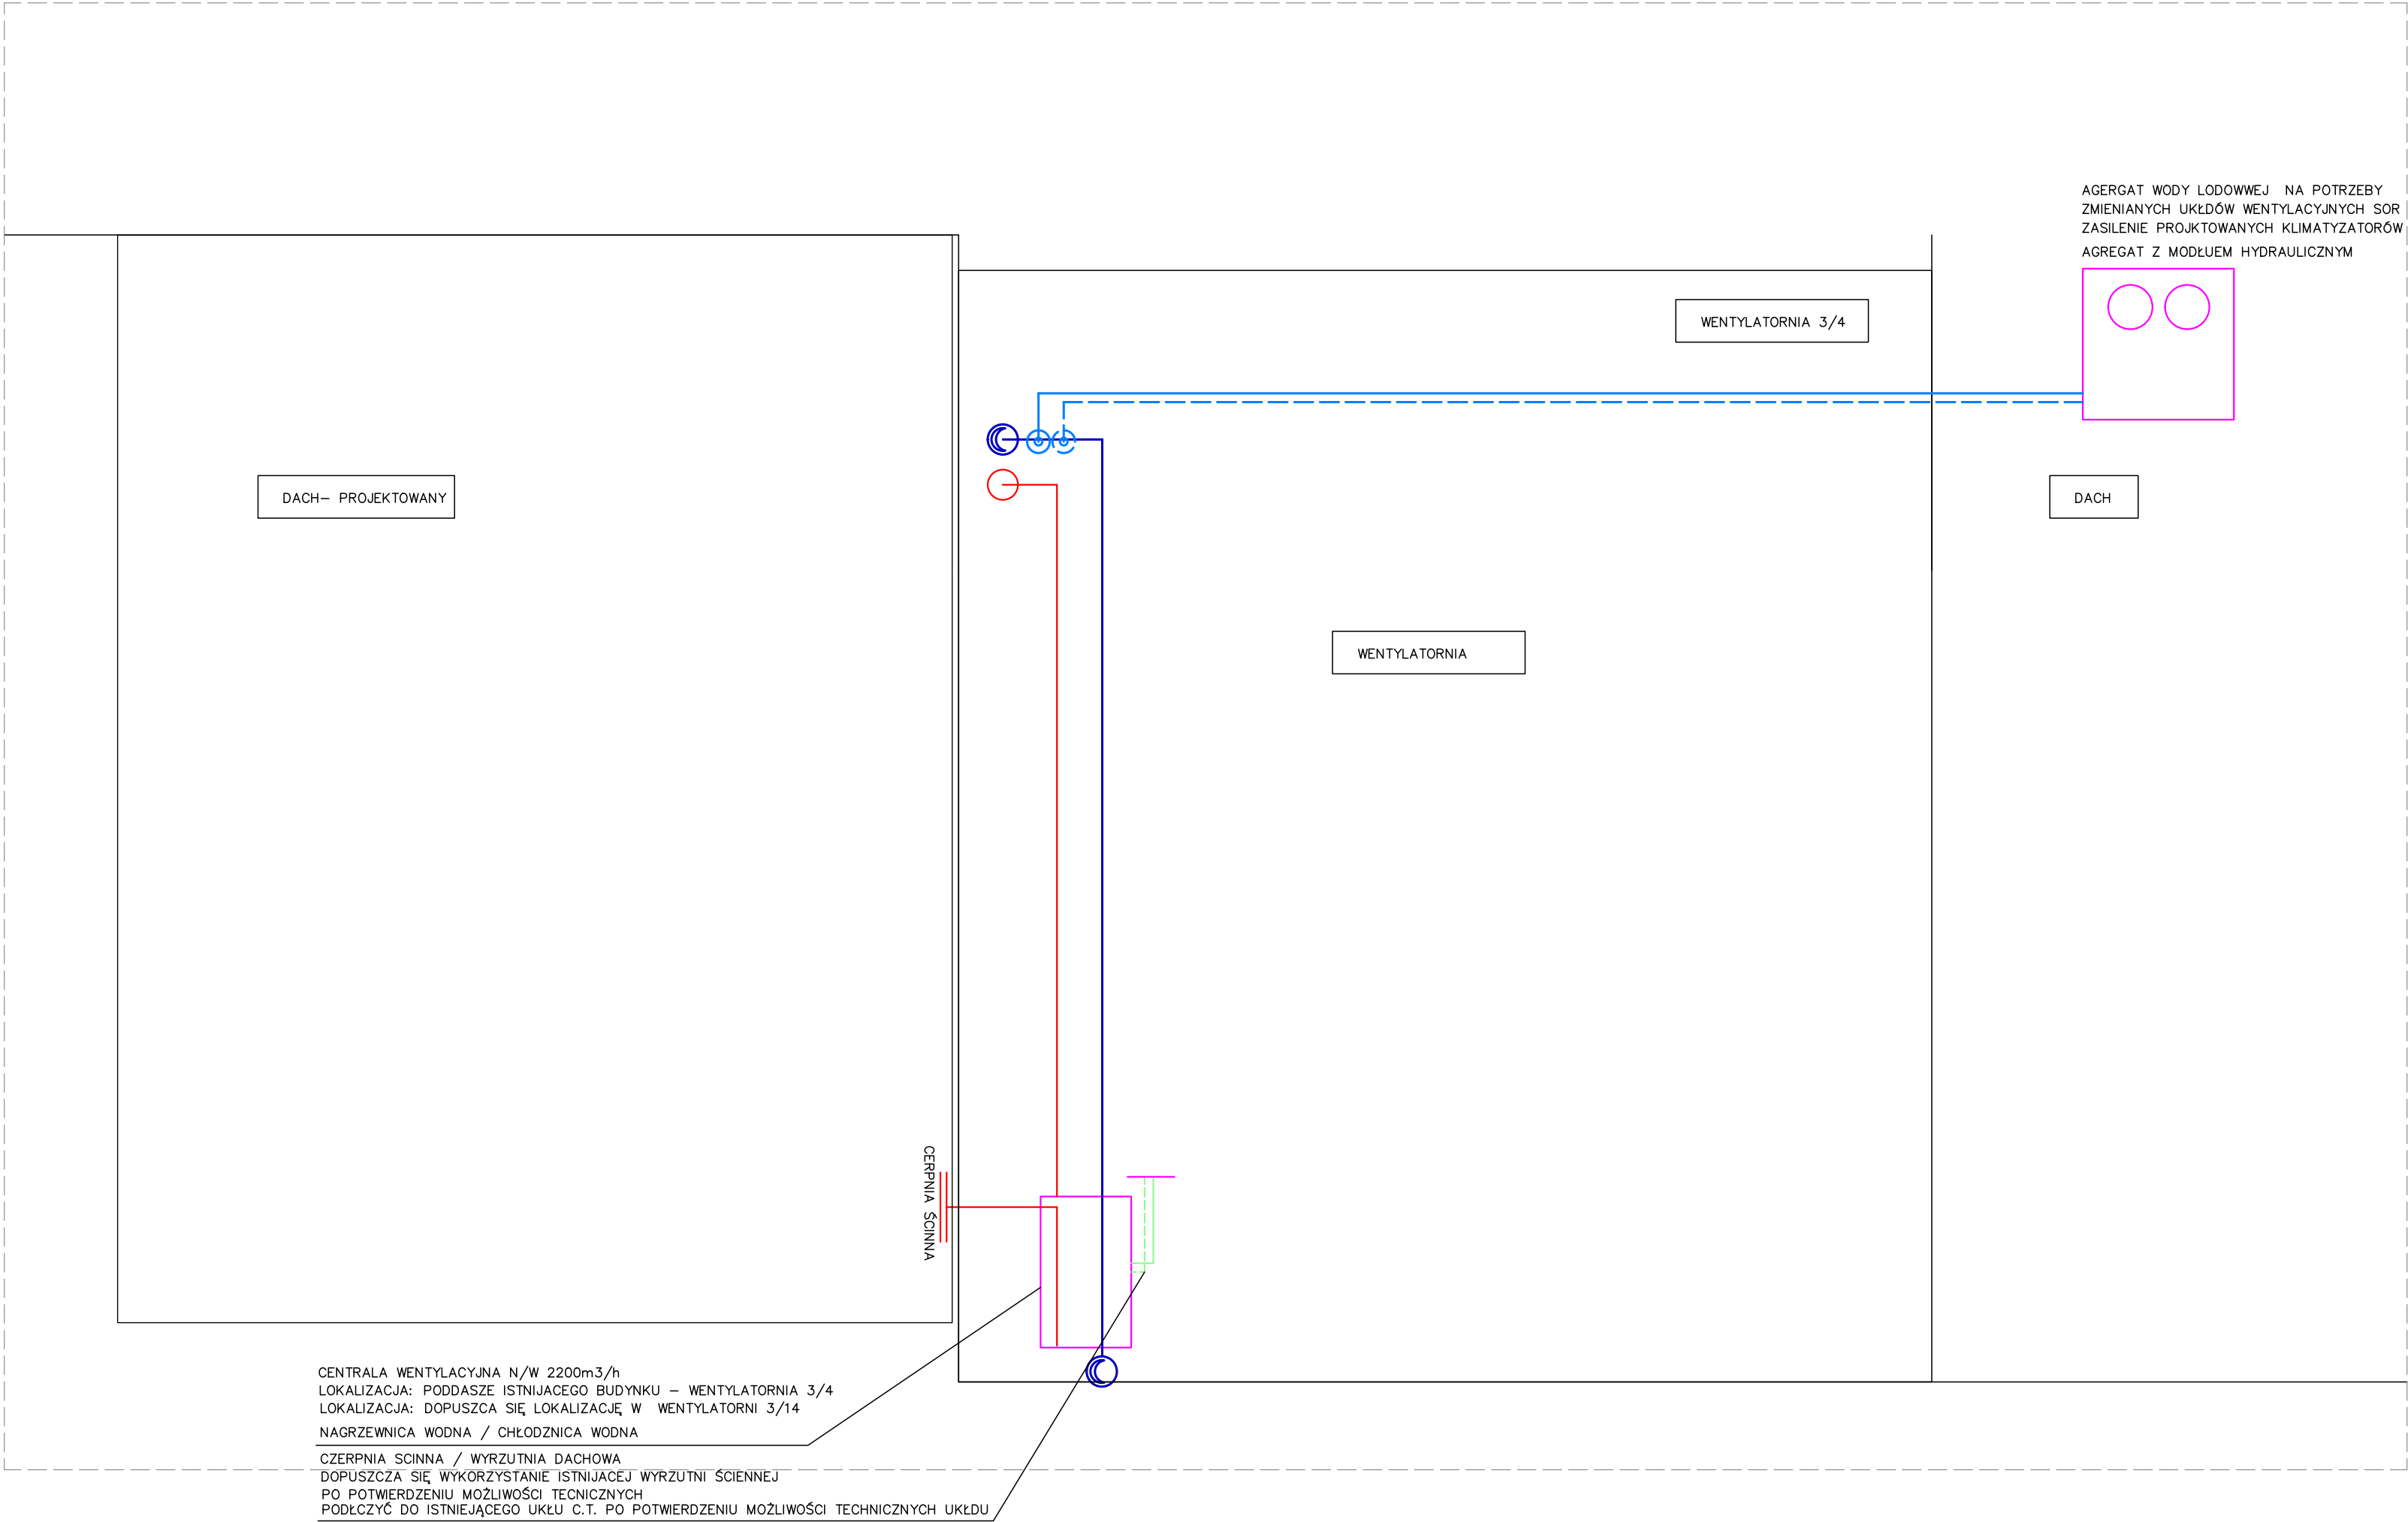 AGERGAT WODY LODOWWEJ  NA POTRZEBY
ZMIENIANYCH UKŁDÓW WENTYLACYJNYCH SOR
ZASILENIE PROJKTOWANYCH KLIMATYZATORÓW
AGREGAT Z MODŁUEM HYDRAULICZNYM
WENTYLATORNIA 3/4
DACH– PROJEKTOWANY
DACH
WENTYLATORNIA
CERPNIA ŚCINNA
CENTRALA WENTYLACYJNA N/W 2200m3/h
LOKALIZACJA: PODDASZE ISTNIJACEGO BUDYNKU – WENTYLATORNIA 3/4
LOKALIZACJA: DOPUSZCA SIĘ LOKALIZACJĘ W  WENTYLATORNI 3/14
NAGRZEWNICA WODNA / CHŁODZNICA WODNA
CZERPNIA SCINNA / WYRZUTNIA DACHOWA
DOPUSZCZA SIĘ WYKORZYSTANIE ISTNIJACEJ WYRZUTNI ŚCIENNEJ
PO POTWIERDZENIU MOŻLIWOŚCI TECNICZNYCH
PODŁCZYĆ DO ISTNIEJĄCEGO UKŁU C.T. PO POTWIERDZENIU MOŻLIWOŚCI TECHNICZNYCH UKŁDU